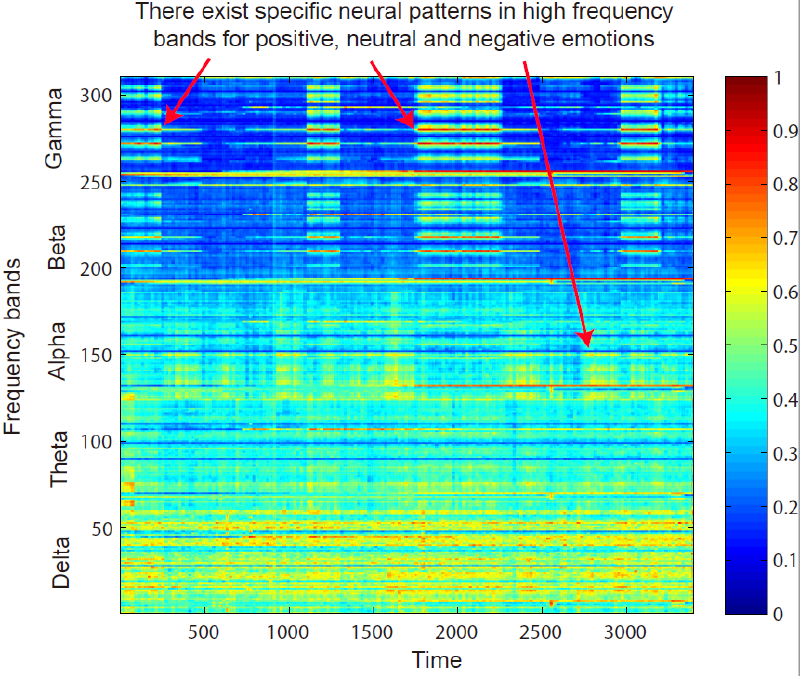 There exist specific neural patterns in high frequency
bands for positive, neutral and negative emotions
Frequency bands
Gamma
Beta
Alpha
Theta
Delta
300
250
200
150
100
50
500
1000
1500
2000
2500
3000
Time
1
0.9
0.8
0.7
0.6
0.5
0.4
0.3
0.2
0.1
0